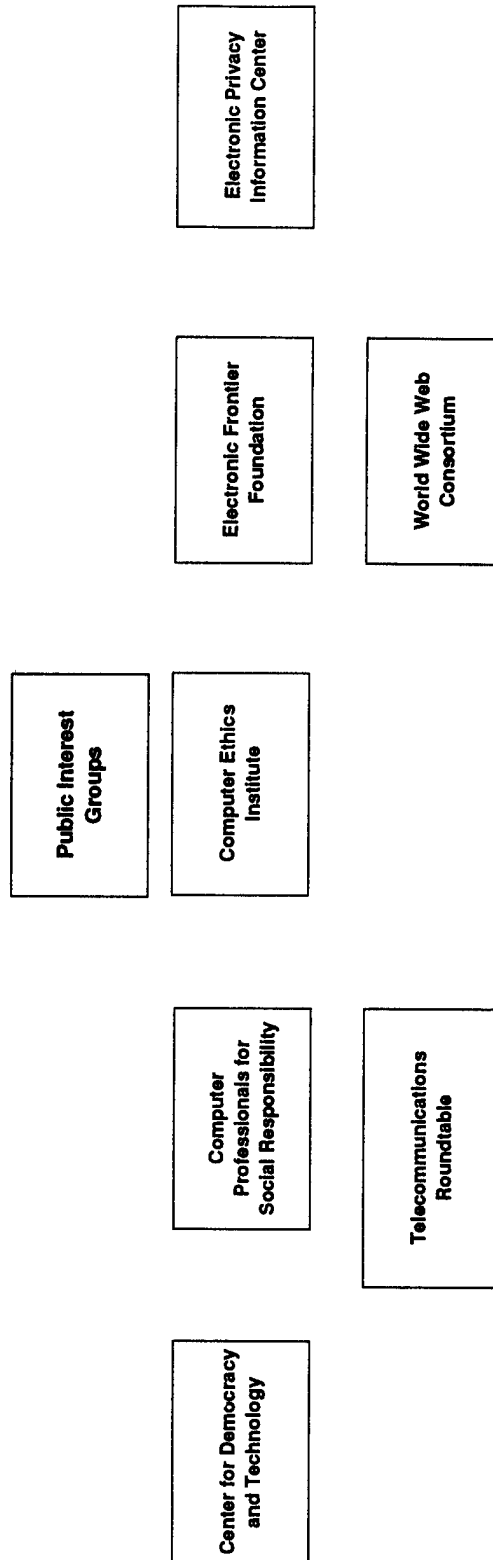 Public Interest
Groups
Center for Democracy
and Technology
Computer
Professionals for
Social Responsibility
Computer Ethics
Institute
Electronic Frontier
Foundation
Electronic Privacy
Information Center
Telecommunications
Roundtable
World Wide Web
Consortium